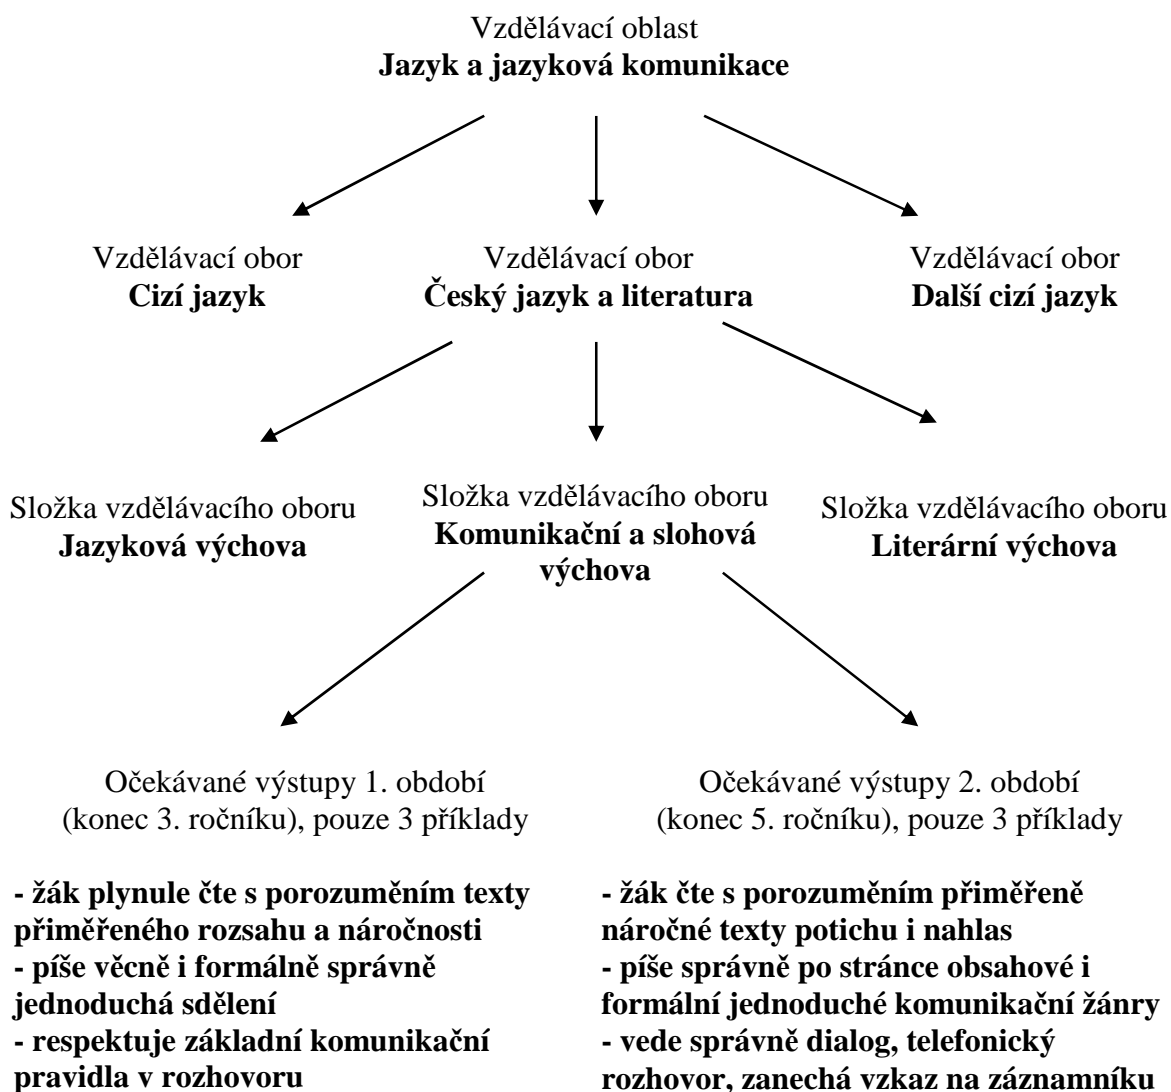 Vzdělávací oblast
Jazyk a jazyková komunikace
Vzdělávací obor
Cizí jazyk
Vzdělávací obor
Český jazyk a literatura
Vzdělávací obor
Další cizí jazyk
Složka vzdělávacího oboru
Jazyková výchova
Složka vzdělávacího oboru
Komunikační a slohová
výchova
Složka vzdělávacího oboru
Literární výchova
Očekávané výstupy 1. období
(konec 3. ročníku), pouze 3 příklady
- žák plynule čte s porozuměním texty
přiměřeného rozsahu a náročnosti
- píše věcně i formálně správně
jednoduchá sdělení
- respektuje základní komunikační
pravidla v rozhovoru
Očekávané výstupy 2. období
(konec 5. ročníku), pouze 3 příklady
- žák čte s porozuměním přiměřeně
náročné texty potichu i nahlas
- píše správně po stránce obsahové i
formální jednoduché komunikační žánry
- vede správně dialog, telefonický
rozhovor, zanechá vzkaz na záznamníku